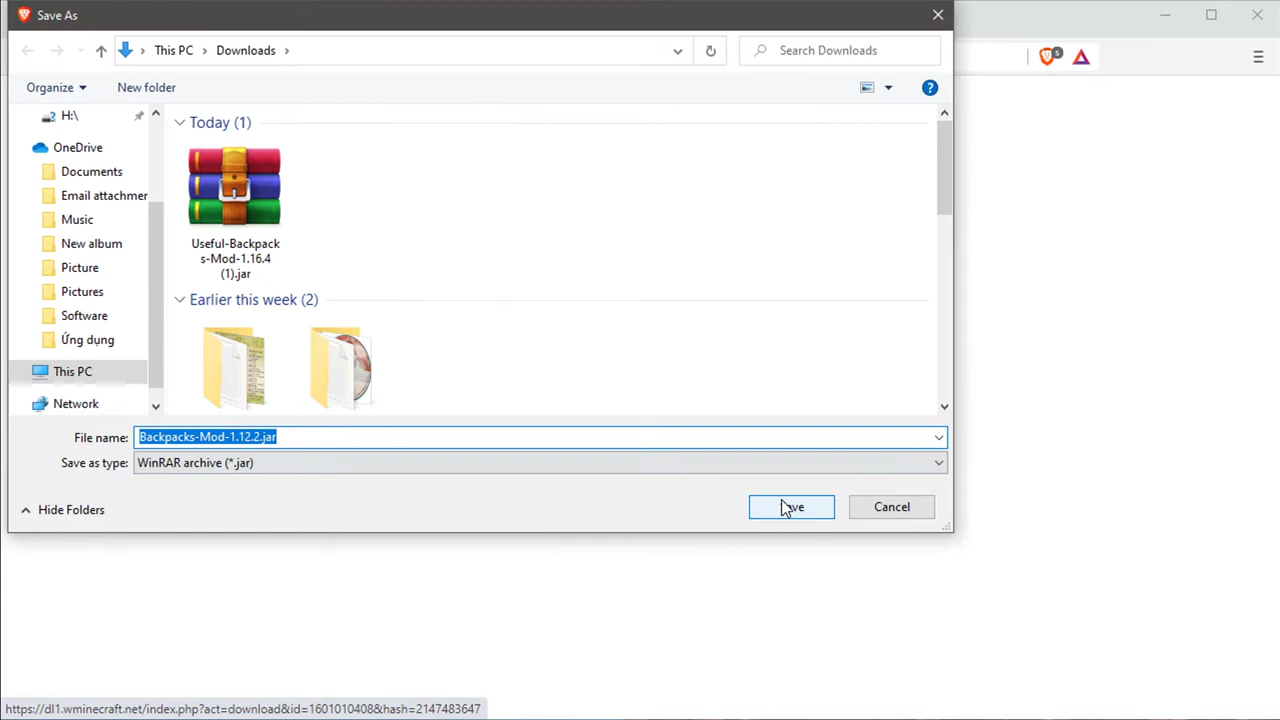 Save As
This PC
Downloads
Search Downloads
Organize
New folder
H:\
OneDrive
Documents
Email attachmer
Music
New album
Picture
Pictures
Software
Ứng dụng
This PC
Network
Today (1)
Useful-Backpack
s-Mod-1.16.4
(1).jar
Earlier this week (2)
File name:
Backpacks-Mod-1.12.2.jar
Save as type:
WinRAR archive (*.jar)
Hide Folders
Cancel
5
https://dl1.wminecraft.net/index.php?act=download&id=1601010408&hash=2147483647